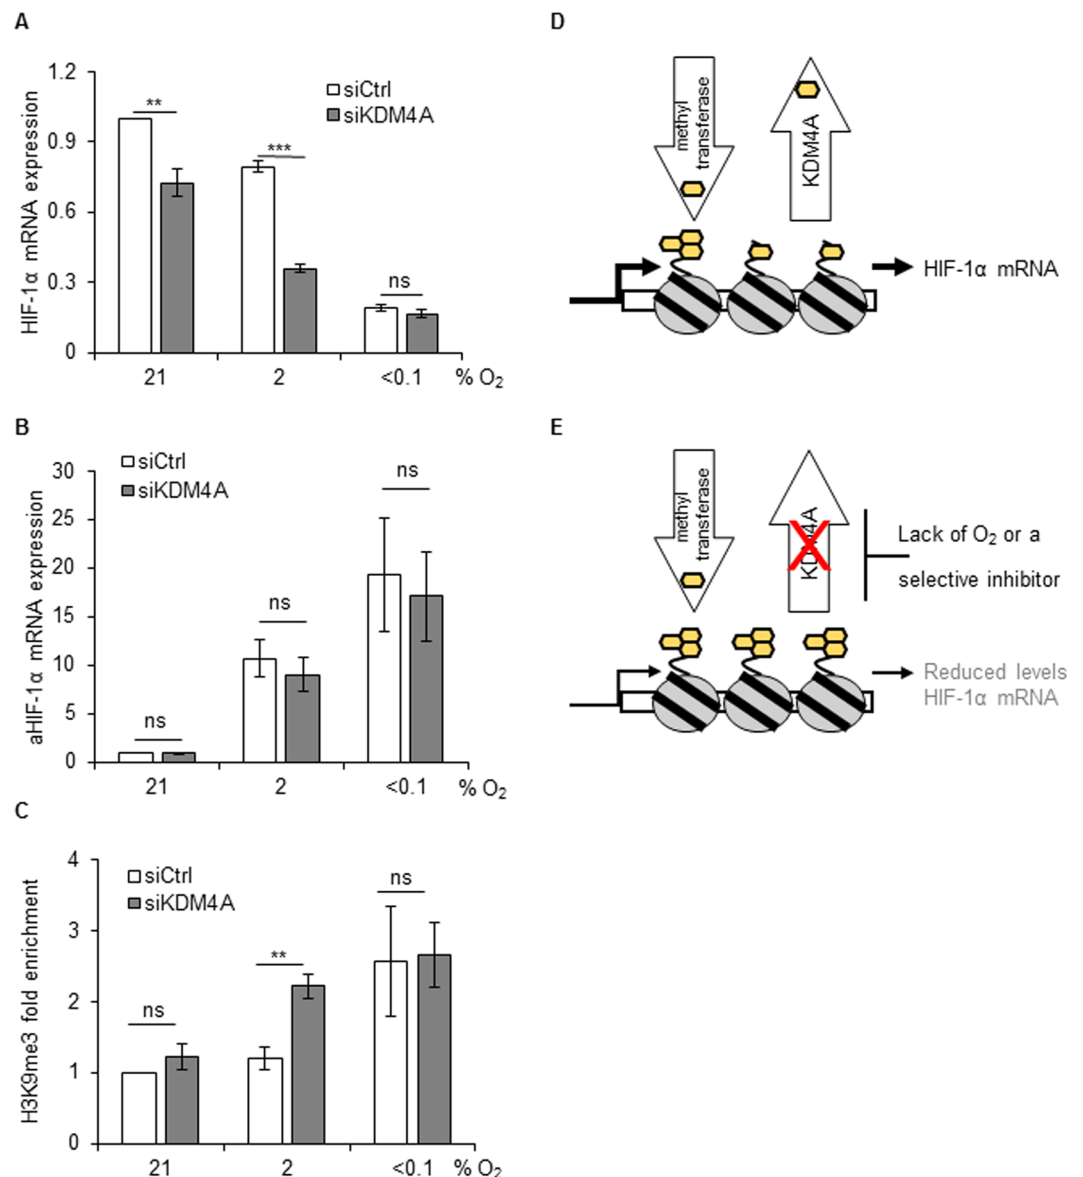 A
HIF-1α mRNA expression
1.2
0.9
0.6
0.3
0
siCtrl
siKDM4A
**
***
ns
21
2
<0.1
% O₂
B
aHIF-1α mRNA expression
30
25
20
15
10
5
0
siCtrl
siKDM4A
ns
ns
ns
21
2
<0.1
% O₂
C
H3K9me3 fold enrichment
4
3
2
1
0
siCtrl
siKDM4A
ns
**
ns
21
2
<0.1
% O₂
D
methyl
transferase
KDM4A
HIF-1α mRNA
E
methyl
transferase
KDM4A
Lack of O₂ or a
selective inhibitor
Reduced levels
HIF-1α mRNA